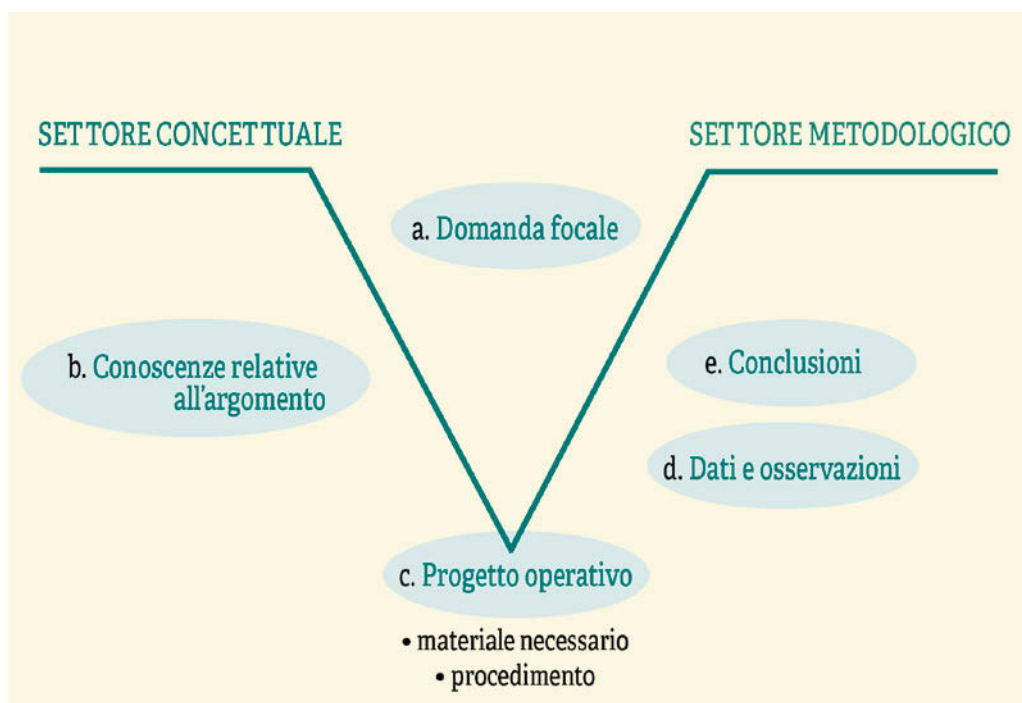 SETTORE CONCETTUALE
SETTORE METODOLOGICO
a. Domanda focale
b. Conoscenze relative
all'argomento
e. Conclusioni
d. Dati e osservazioni
c. Progetto operativo
• materiale necessario
• procedimento